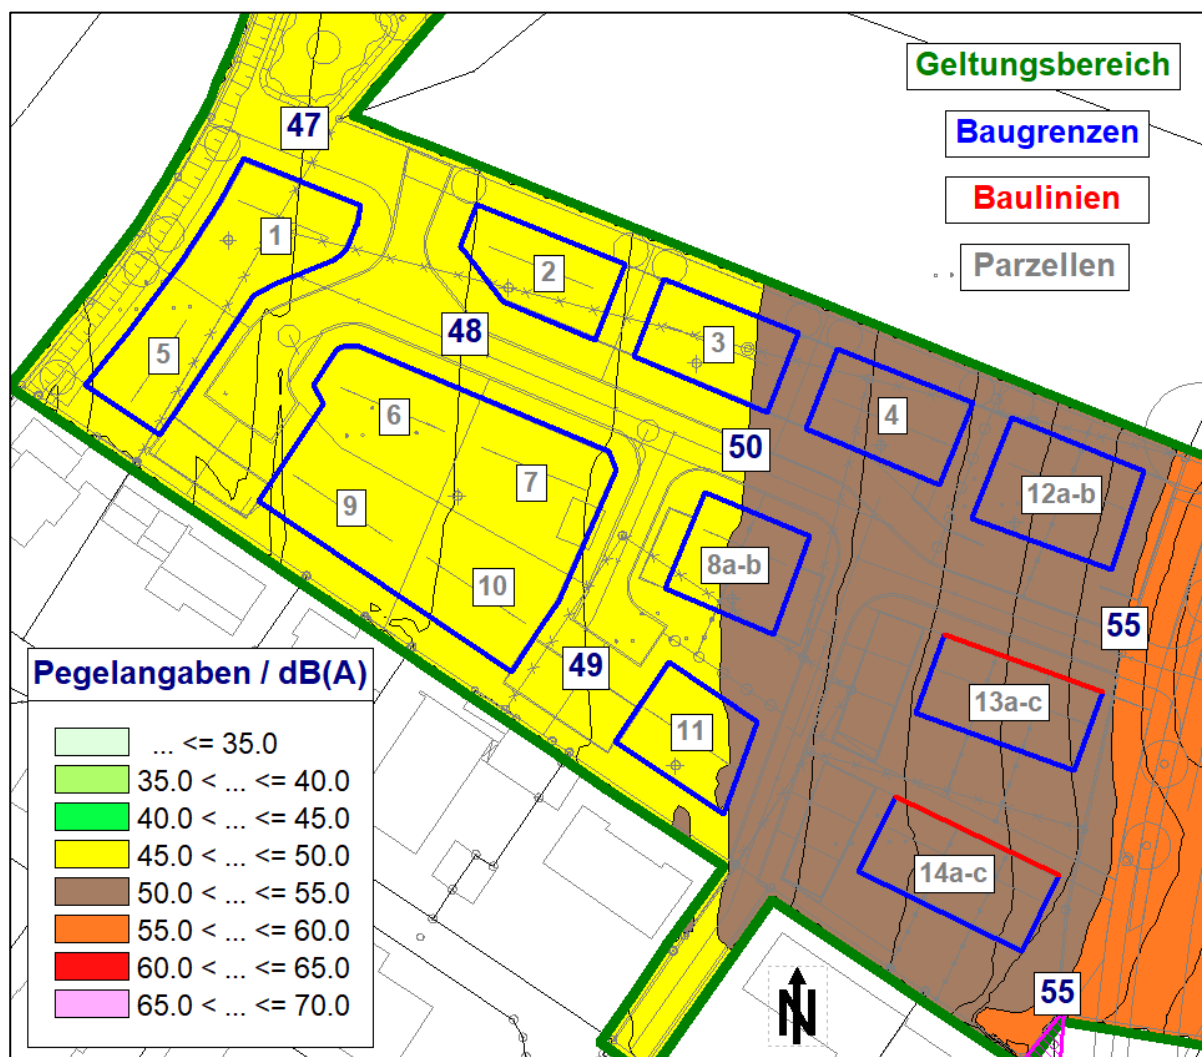 Geltungsbereich
Baugrenzen
Baulinien
Parzellen
47
1
2
3
5
48
4
6
50
7
12a-b
9
8a-b
10
55
49
13a-c
11
14a-c
55
Pegelangaben / dB(A)
... <= 35.0
35.0 < ... <= 40.0
40.0 < ... <= 45.0
45.0 < ... <= 50.0
50.0 < ... <= 55.0
55.0 < ... <= 60.0
60.0 < ... <= 65.0
65.0 < ... <= 70.0
N